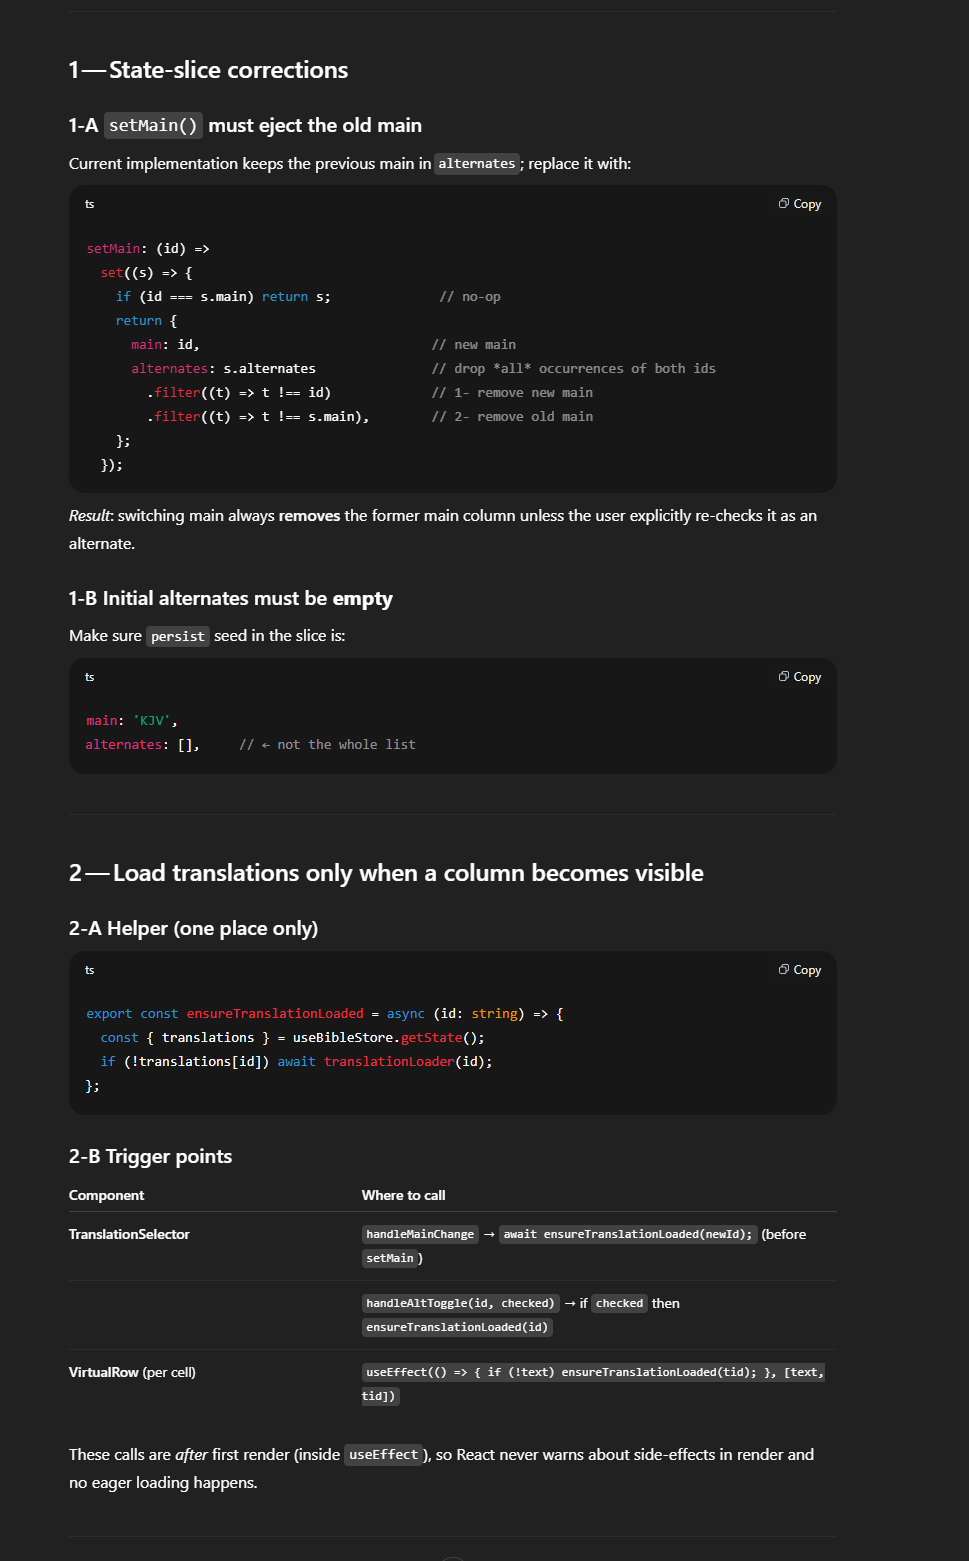 1 — State-slice corrections
1-A setMain() must eject the old main
Current implementation keeps the previous main in alternates; replace it with:
ts
Copy
setMain: (id) =>
  set((s) => {
    if (id === s.main) return s;              // no-op
    return {
      main: id,                              // new main
      alternates: s.alternates               // drop *all* occurrences of both ids
        .filter((t) => t !== id)             // 1- remove new main
        .filter((t) => t !== s.main),        // 2- remove old main
    };
  });
Result: switching main always removes the former main column unless the user explicitly re-checks it as an
alternate.
1-B Initial alternates must be empty
Make sure persist seed in the slice is:
ts
Copy
main: 'KJV',
alternates: [],     // ← not the whole list
2 — Load translations only when a column becomes visible
2-A Helper (one place only)
ts
Copy
export const ensureTranslationLoaded = async (id: string) => {
  const { translations } = useBibleStore.getState();
  if (!translations[id]) await translationLoader(id);
};
2-B Trigger points
Component
Where to call
TranslationSelector
handleMainChange → await ensureTranslationLoaded(newId); (before
setMain)
handleAltToggle(id, checked) → if checked then
ensureTranslationLoaded(id)
VirtualRow (per cell)
useEffect(() => { if (!text) ensureTranslationLoaded(tid); }, [text,
tid])
These calls are after first render (inside useEffect), so React never warns about side-effects in render and
no eager loading happens.